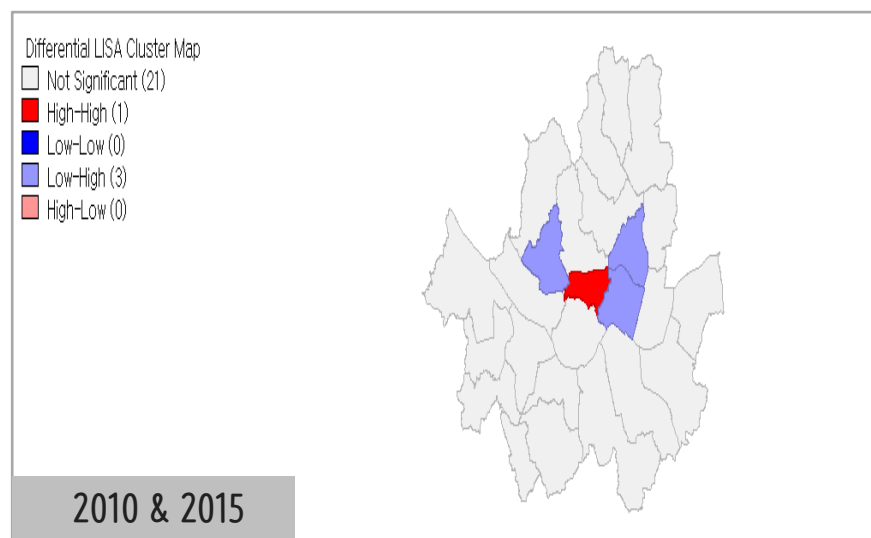 Differential LISA Cluster Map
Not Significant (21)
High-High (1)
Low-Low (0)
Low-High (3)
High-Low (0)
2010 & 2015